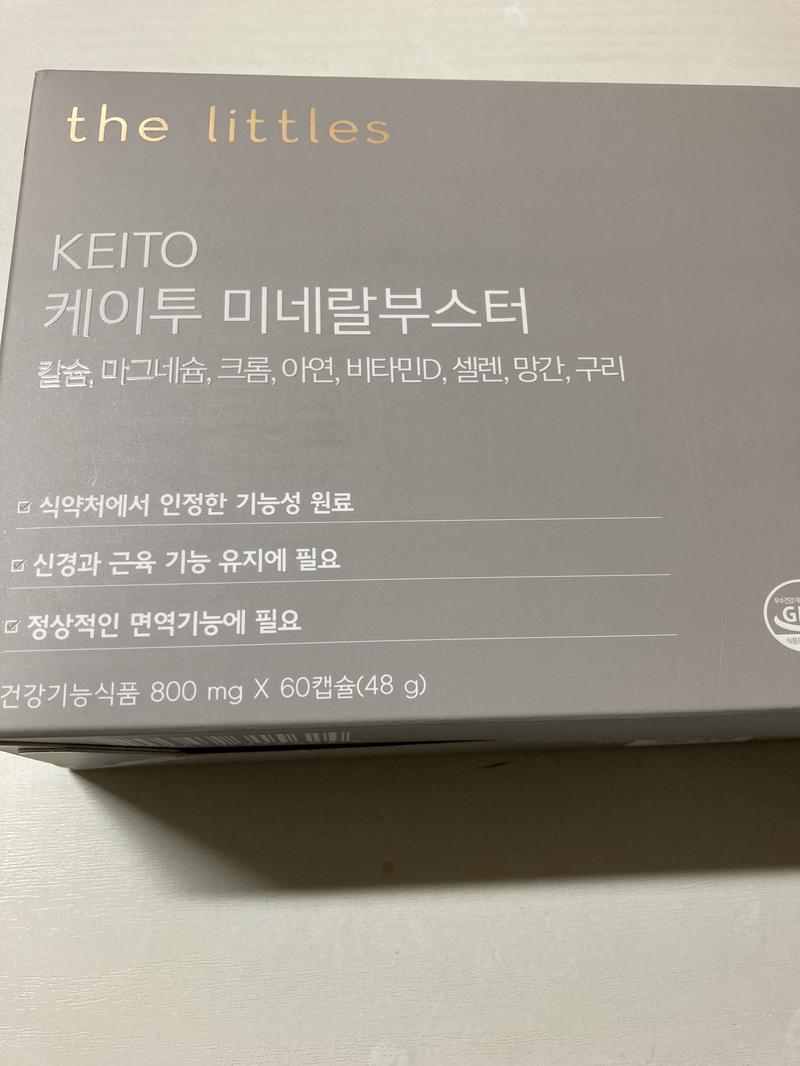 the littles
KEITO
케이투 미네랄부스터
칼슘, 마그네슘, 크롬, 아연, 비타민D, 셀렌, 망간, 구리
식약처에서 인정한 기능성 원료
신경과 근육 기능 유지에 필요
정상적인 면역기능에 필요
건강기능식품 800 mg X 60캡슐(48 g)